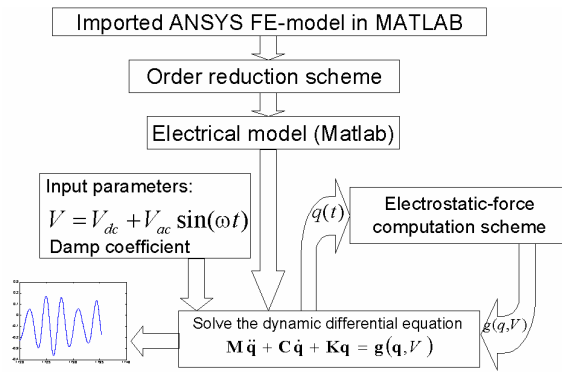 Imported ANSYS FE-model in MATLAB
Order reduction scheme
Electrical model (Matlab)
Input parameters:
V = V_dc + V_ac sin(ωt)
Damp coefficient
q(t)
Electrostatic-force
computation scheme
g(q,V)
Solve the dynamic differential equation
Mq̈ + Cq̇ + Kq = g(q,V)